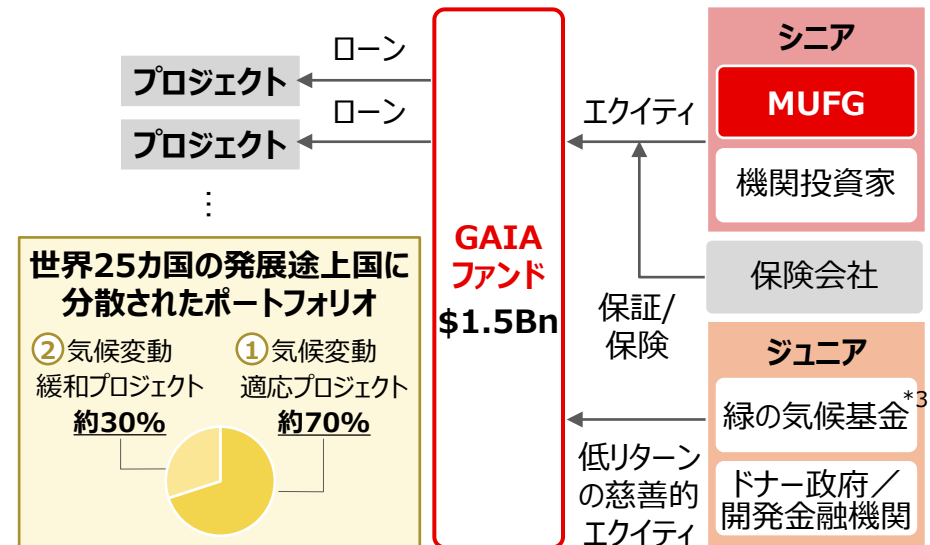 ローン
プロジェクト
ローン
プロジェクト
⋮
世界25カ国の発展途上国に
分散されたポートフォリオ
②気候変動
緩和プロジェクト
約30%
①気候変動
適応プロジェクト
約70%
GAIA
ファンド
$1.5Bn
エクイティ
保証/
保険
低リターン
の慈善的
エクイティ
シニア
MUFG
機関投資家
保険会社
ジュニア
緑の気候基金*3
ドナー政府／
開発金融機関